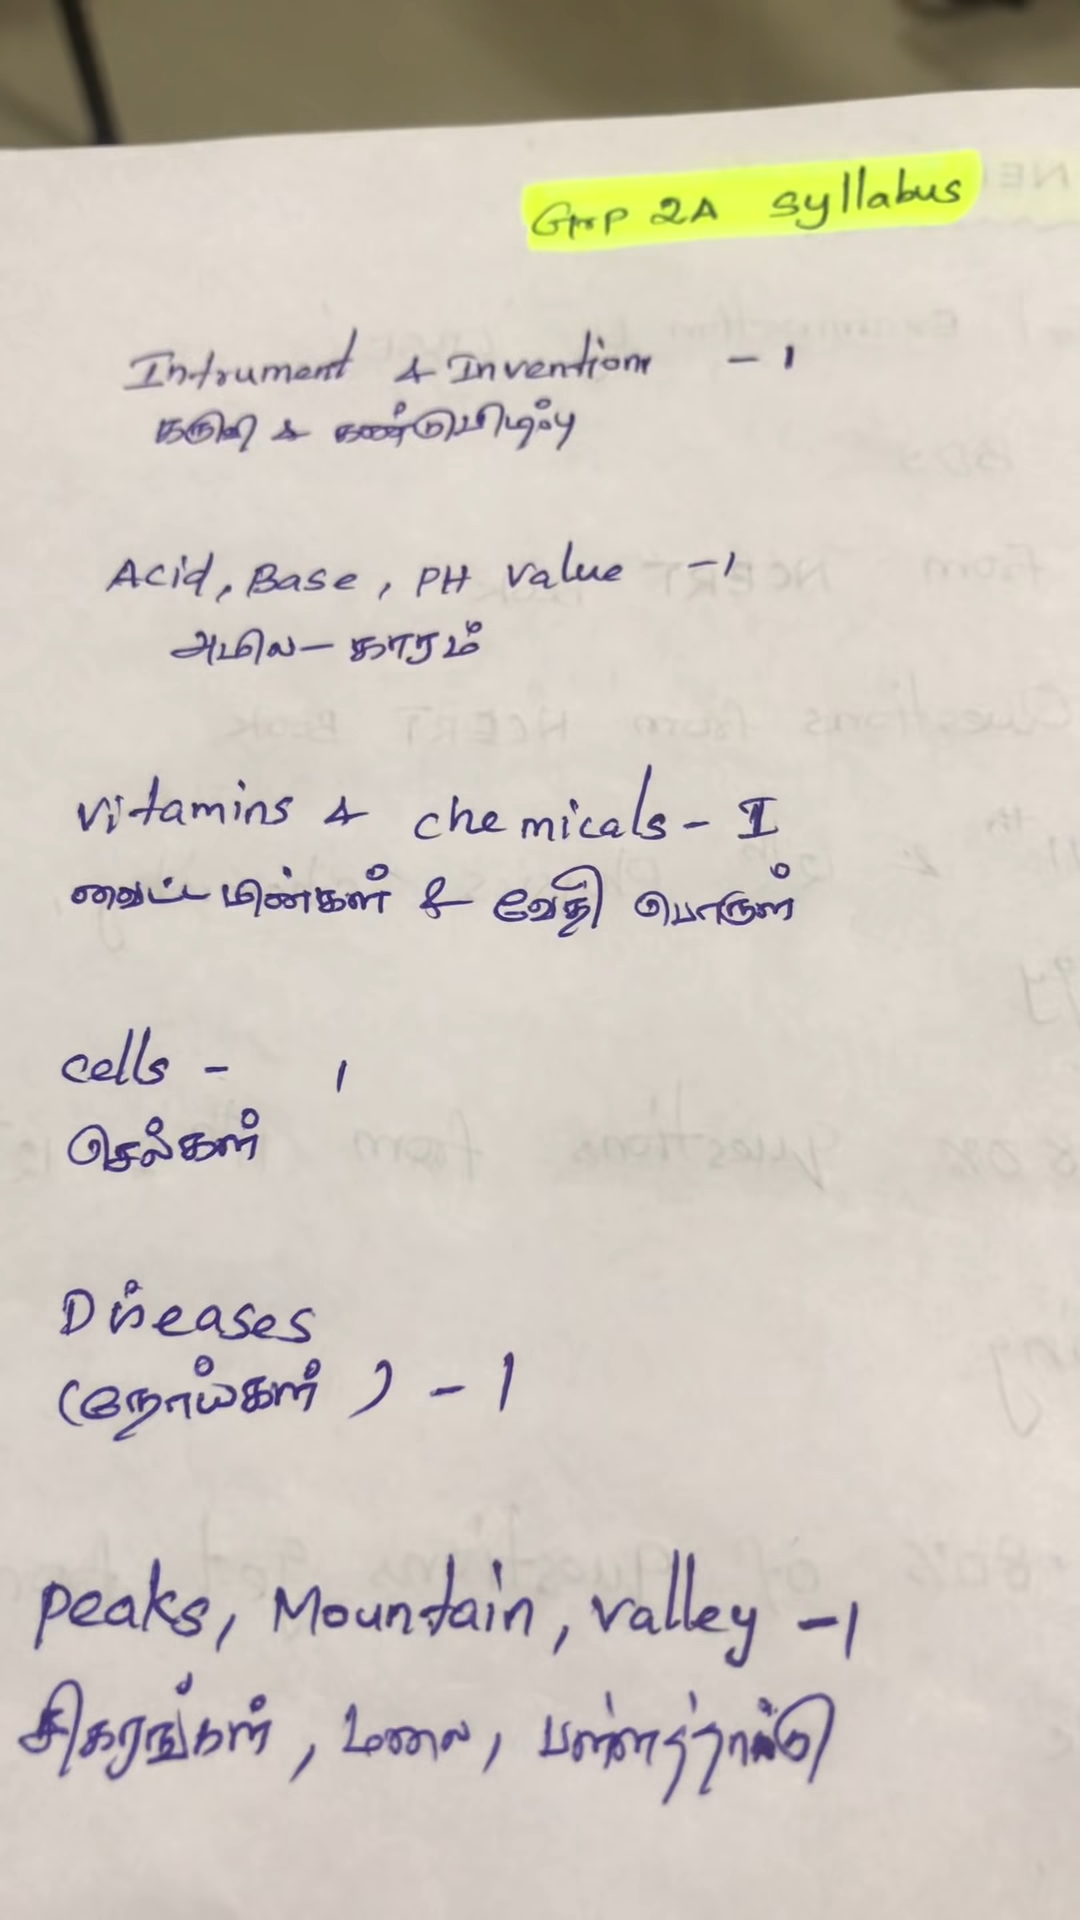 Grp 2A syllabus
Intrument & Invention - 1
கருவி & கண்டுபிடிப்பு
Acid, Base, PH value - 1
அமில - காரம்
vitamins & chemicals - I
வைட்டமின்கள் & வேதி பொருள்
cells - 1
செல்கள்
Diseases
(நோய்கள்) - 1
peaks, Mountain, valley - 1
சிகரங்கள், மலை, பள்ளத்தாக்கு